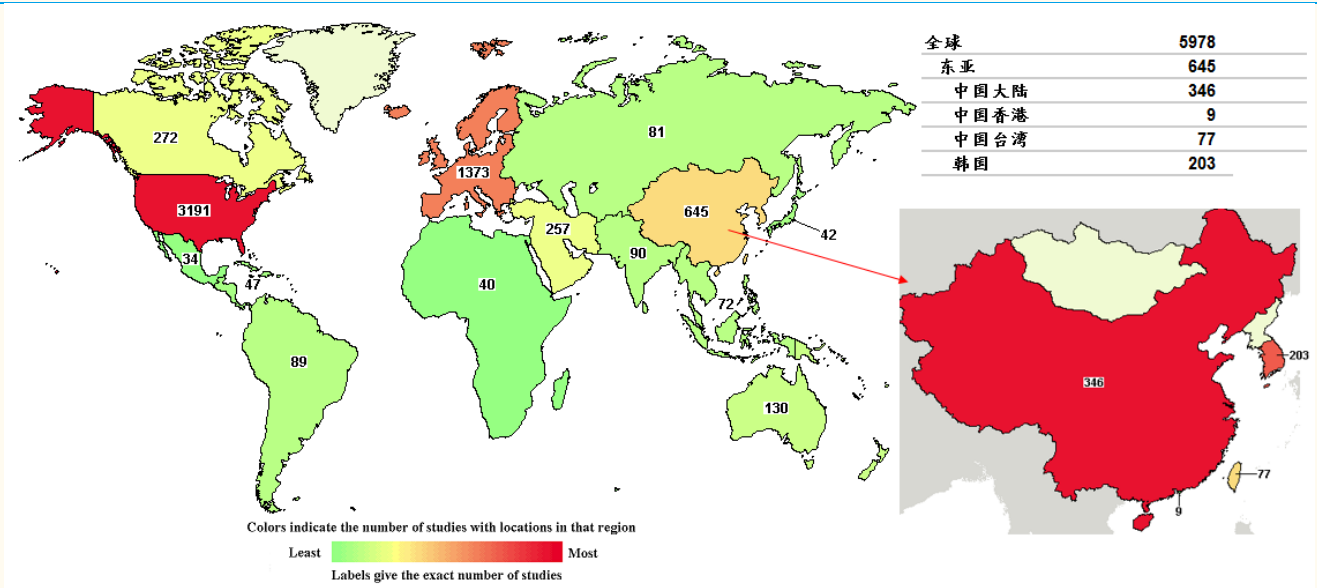 全球 5978
东亚 645
中国大陆 346
中国香港 9
中国台湾 77
韩国 203
272
81
1373
3191
645
257
42
34
90
47
40
72
89
130
346
203
77
9
Colors indicate the number of studies with locations in that region
Least Most
Labels give the exact number of studies